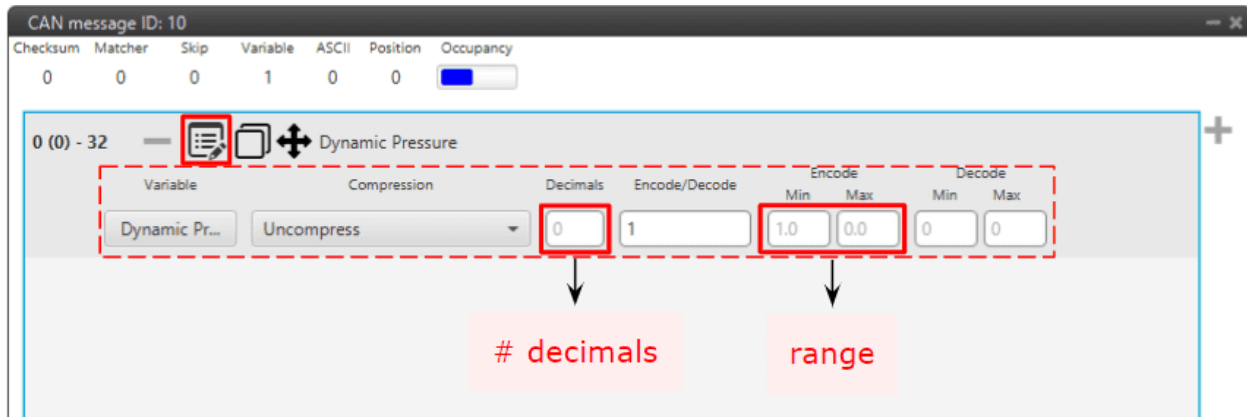 CAN message ID: 10
Checksum Matcher Skip Variable ASCII Position Occupancy
0 0 0 1 0 0
0 (0) - 32 Dynamic Pressure
Variable Compression Decimals Encode/Decode Encode Decode
Min Max Min Max
Dynamic Pr... Uncompress 0 1 1.0 0.0 0 0
# decimals range